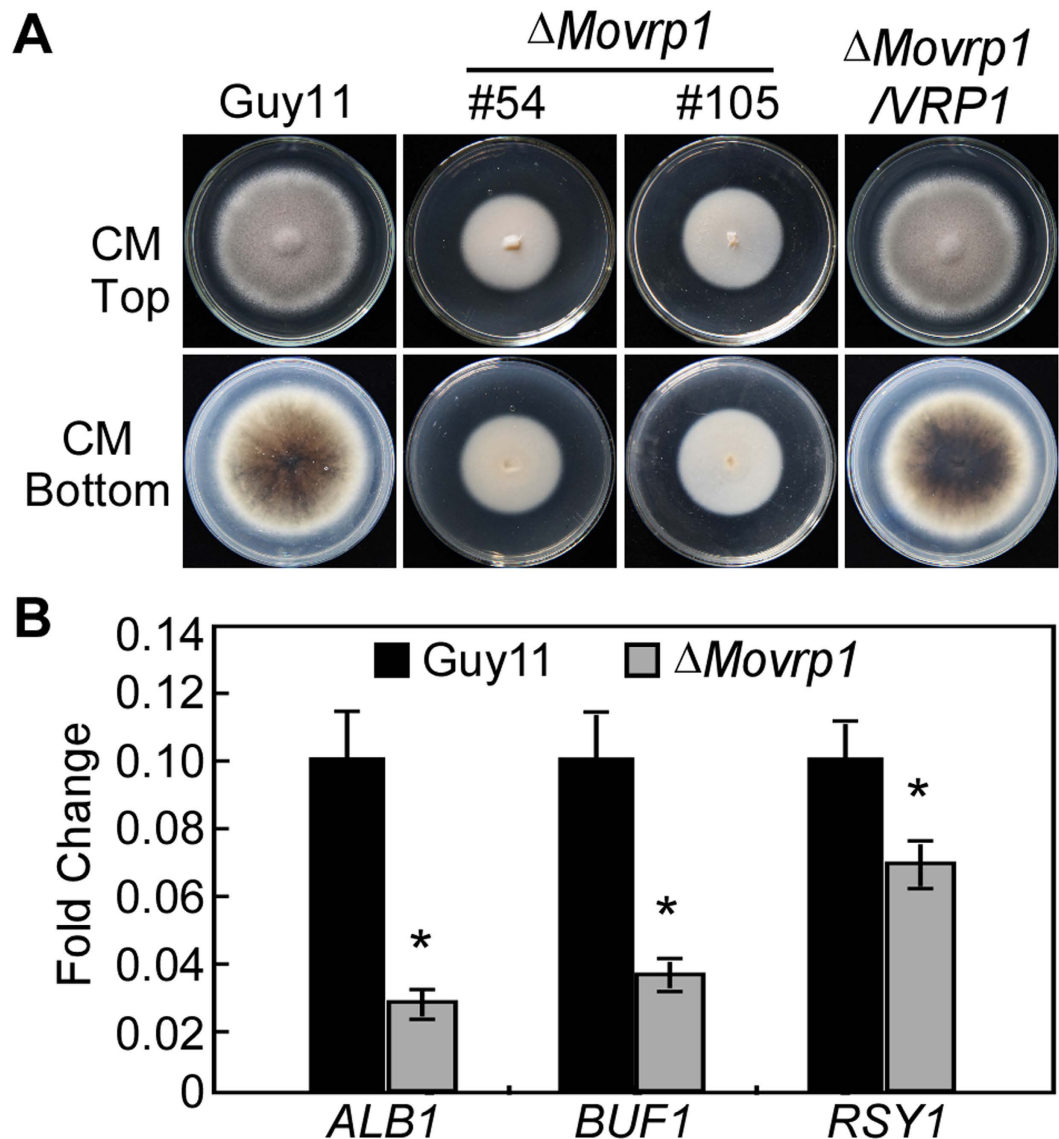 A
ΔMovrp1
ΔMovrp1
Guy11
#54
#105
/VRP1
CM
Top
CM
Bottom
B
Guy11
ΔMovrp1
Fold Change
0.14
0.12
0.10
0.08
0.06
0.04
0.02
0
*
*
*
ALB1
BUF1
RSY1